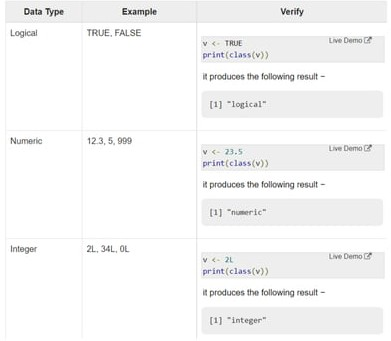 Data Type Example Verify
Logical TRUE, FALSE
v <- TRUE Live Demo
print(class(v))
it produces the following result −
[1] "logical"
Numeric 12.3, 5, 999
v <- 23.5 Live Demo
print(class(v))
it produces the following result −
[1] "numeric"
Integer 2L, 34L, 0L
v <- 2L Live Demo
print(class(v))
it produces the following result −
[1] "integer"